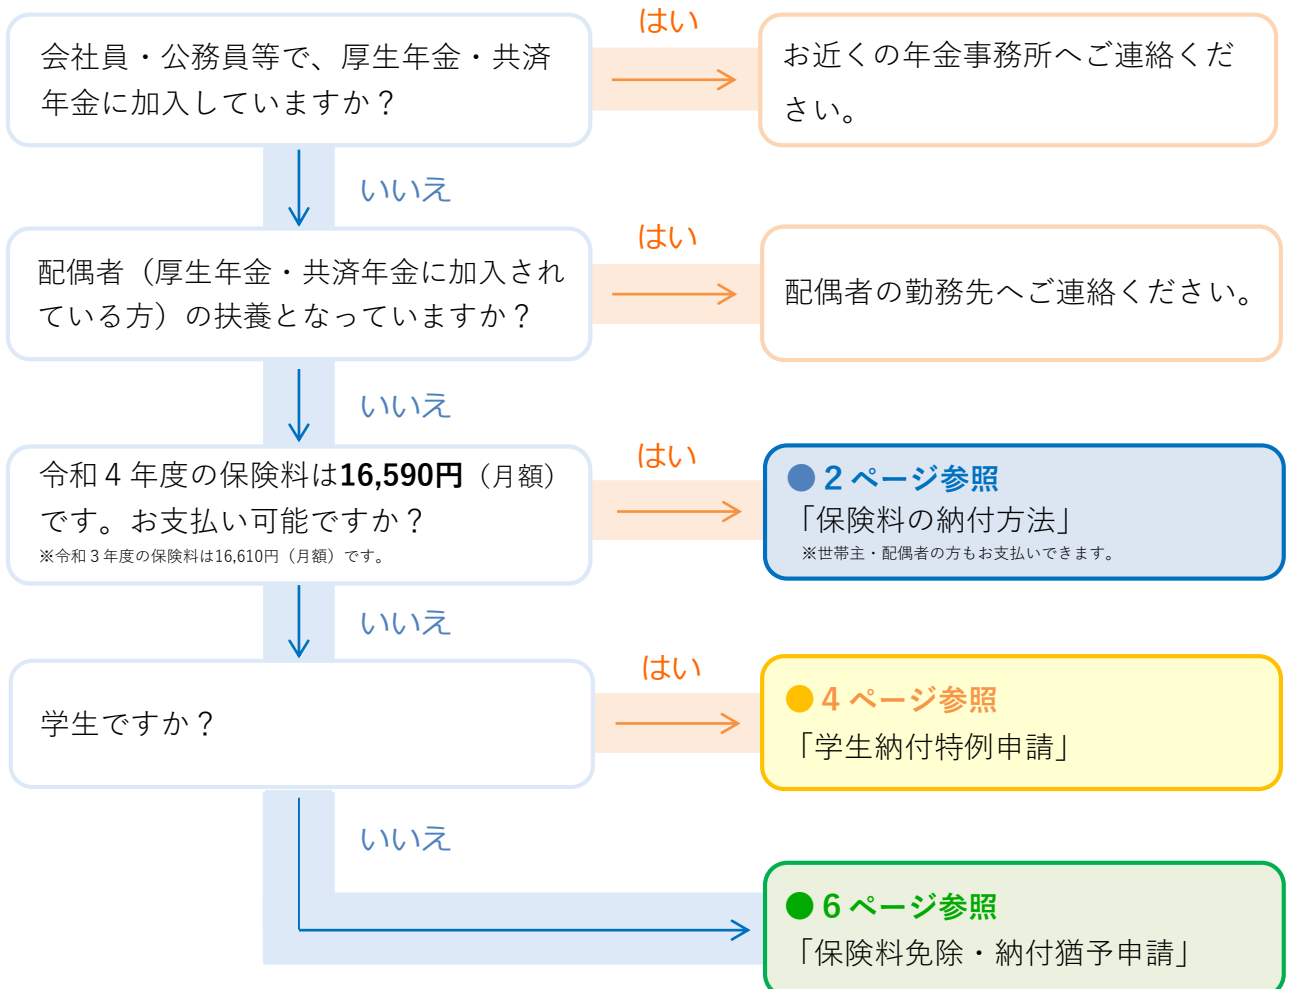 会社員・公務員等で、厚生年金・共済
年金に加入していますか？
はい
お近くの年金事務所へご連絡くだ
さい。
いいえ
配偶者（厚生年金・共済年金に加入され
ている方）の扶養となっていますか？
はい
配偶者の勤務先へご連絡ください。
いいえ
令和４年度の保険料は16,590円（月額）
です。お支払い可能ですか？
※令和３年度の保険料は16,610円（月額）です。
はい
●２ページ参照
「保険料の納付方法」
※世帯主・配偶者の方もお支払いできます。
いいえ
学生ですか？
はい
●４ページ参照
「学生納付特例申請」
いいえ
●６ページ参照
「保険料免除・納付猶予申請」